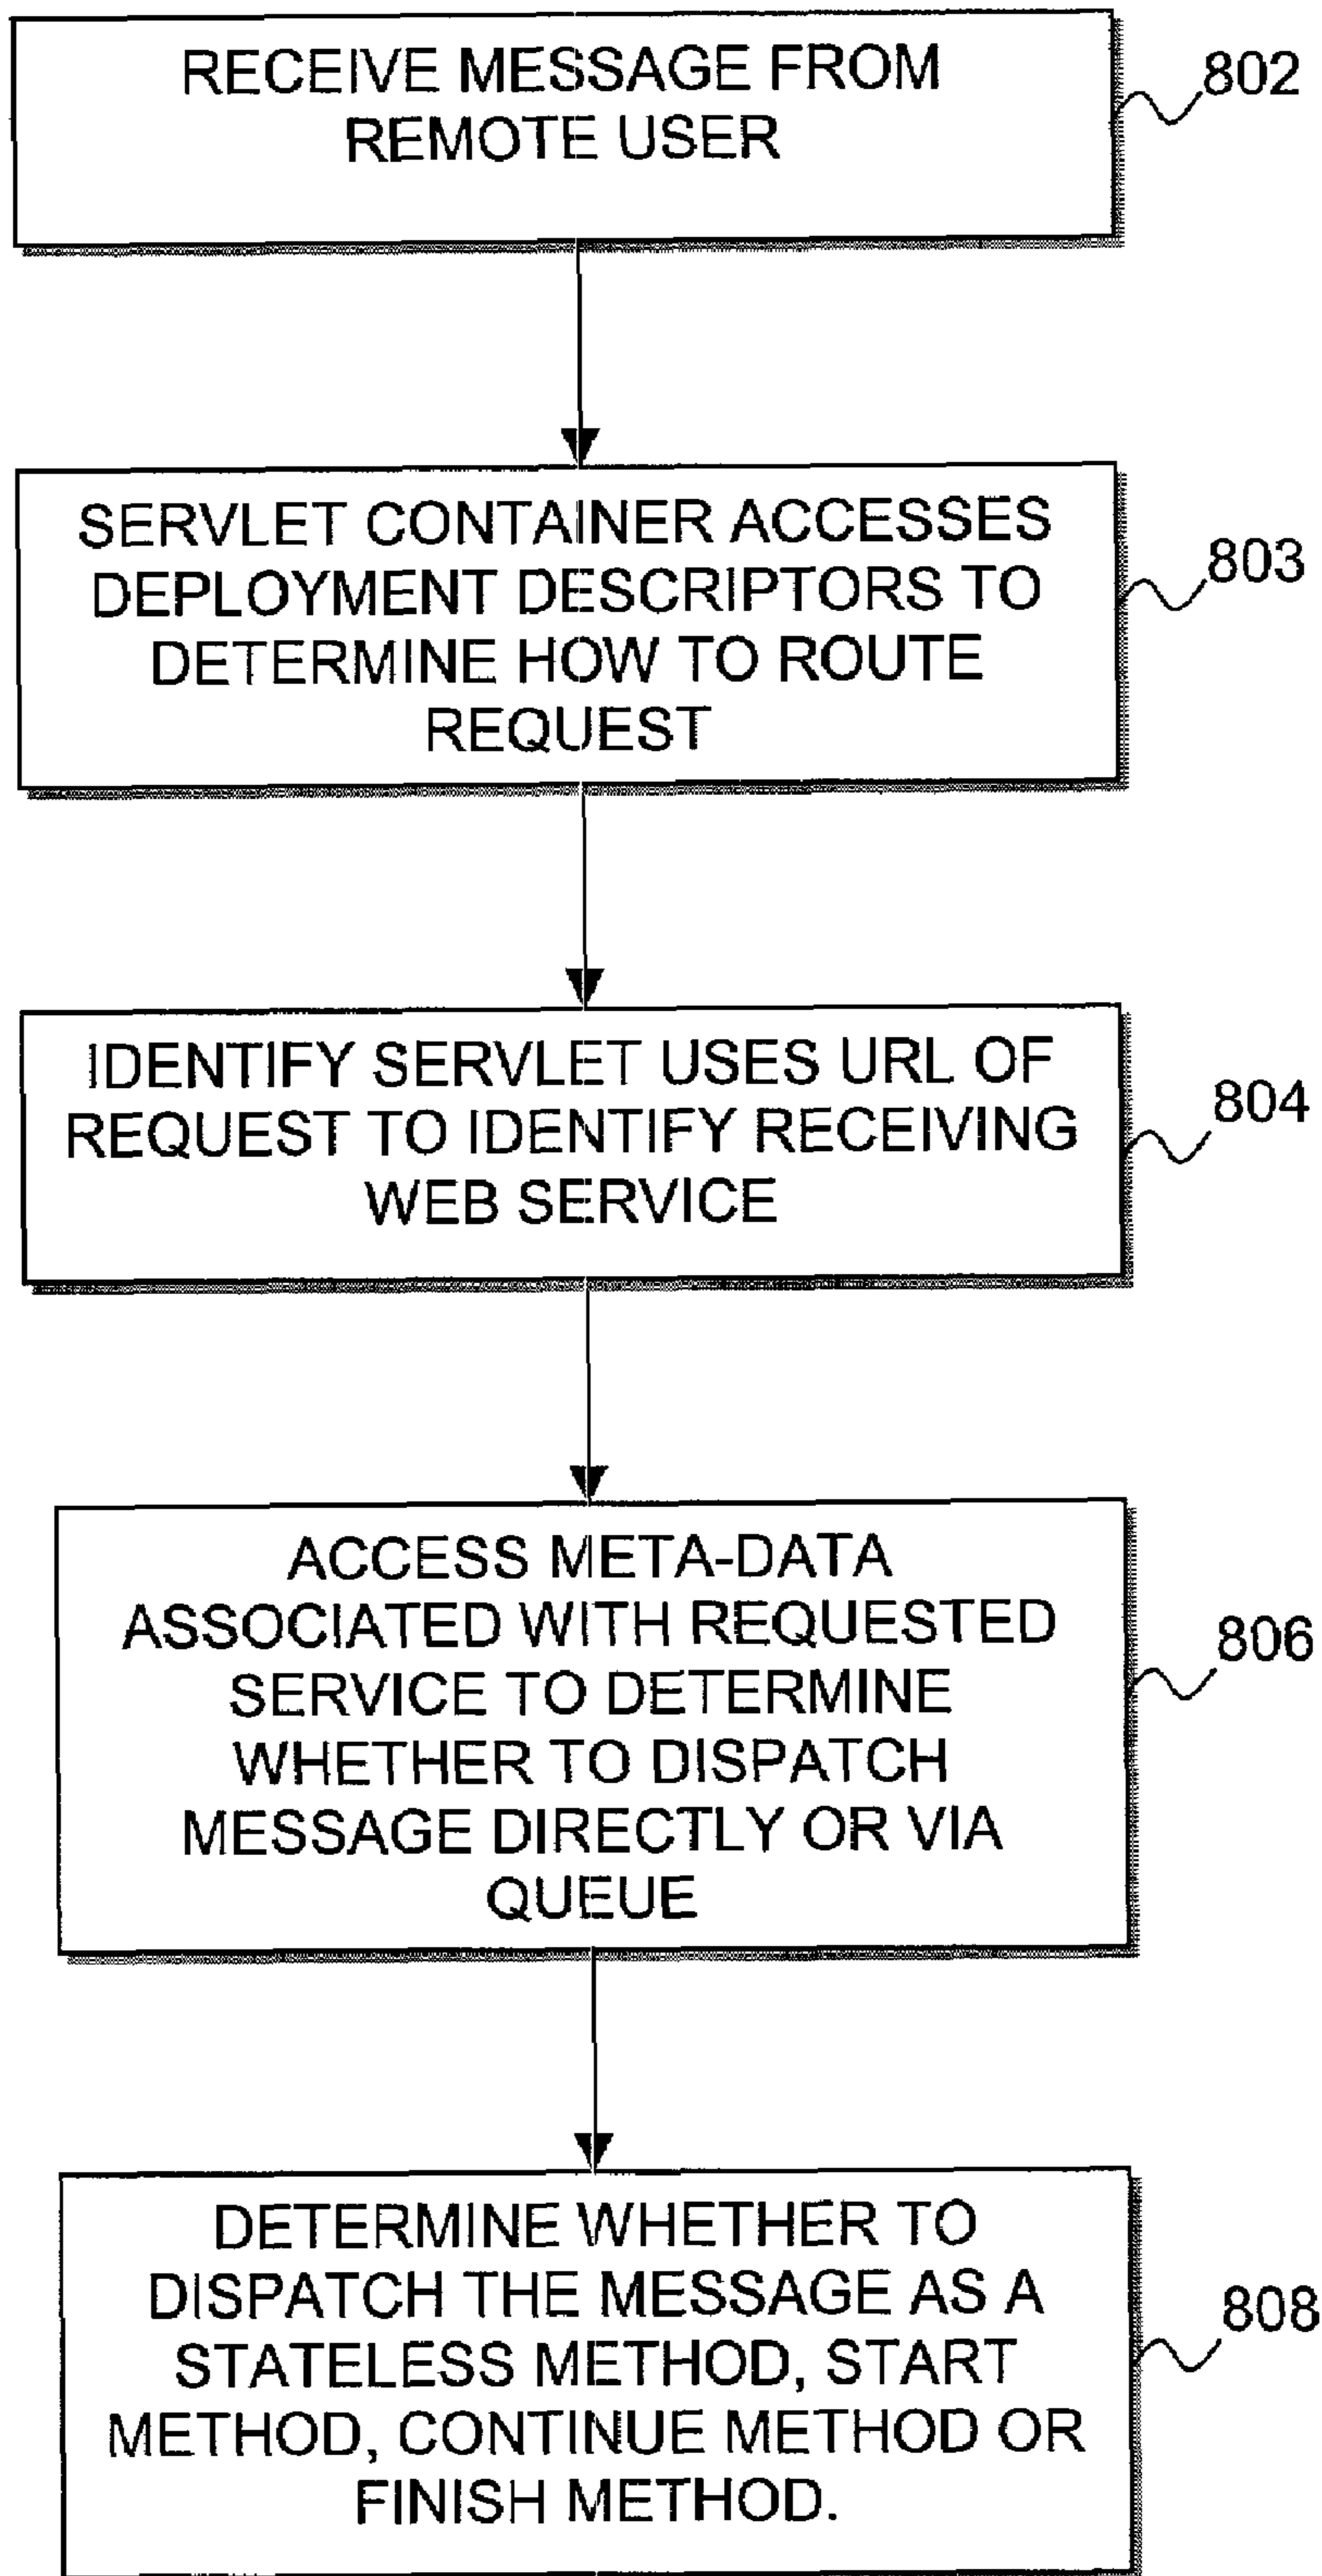 RECEIVE MESSAGE FROM
REMOTE USER
802
SERVLET CONTAINER ACCESSES
DEPLOYMENT DESCRIPTORS TO
DETERMINE HOW TO ROUTE
REQUEST
803
IDENTIFY SERVLET USES URL OF
REQUEST TO IDENTIFY RECEIVING
WEB SERVICE
804
ACCESS META-DATA
ASSOCIATED WITH REQUESTED
SERVICE TO DETERMINE
WHETHER TO DISPATCH
MESSAGE DIRECTLY OR VIA
QUEUE
806
DETERMINE WHETHER TO
DISPATCH THE MESSAGE AS A
STATELESS METHOD, START
METHOD, CONTINUE METHOD OR
FINISH METHOD.
808